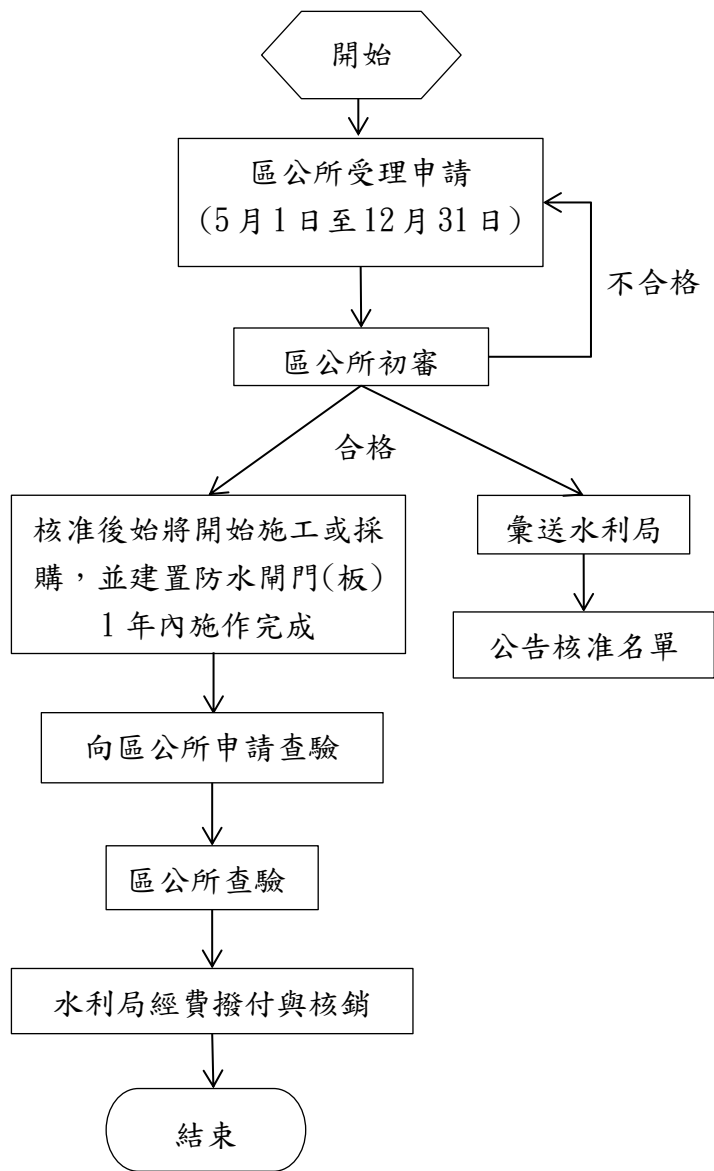 開始
區公所受理申請
(5月1日至12月31日)
不合格
區公所初審
合格
核准後始將開始施工或採
購，並建置防水閘門(板)
1年內施作完成
彙送水利局
公告核准名單
向區公所申請查驗
區公所查驗
水利局經費撥付與核銷
結束